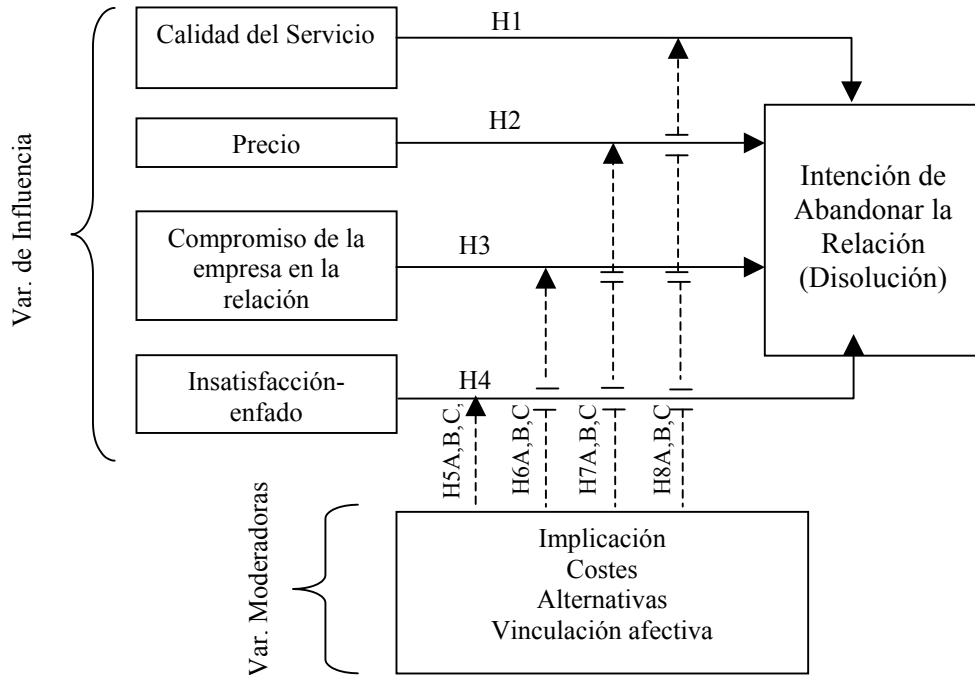 Calidad del Servicio
H1
Precio
H2
Compromiso de la
empresa en la
relación
H3
Insatisfacción-
enfado
H4
Var. de Influencia
Intención de
Abandonar la
Relación
(Disolución)
H5A,B,C,
H6A,B,C
H7A,B,C
H8A,B,C
Var. Moderadoras
Implicación
Costes
Alternativas
Vinculación afectiva